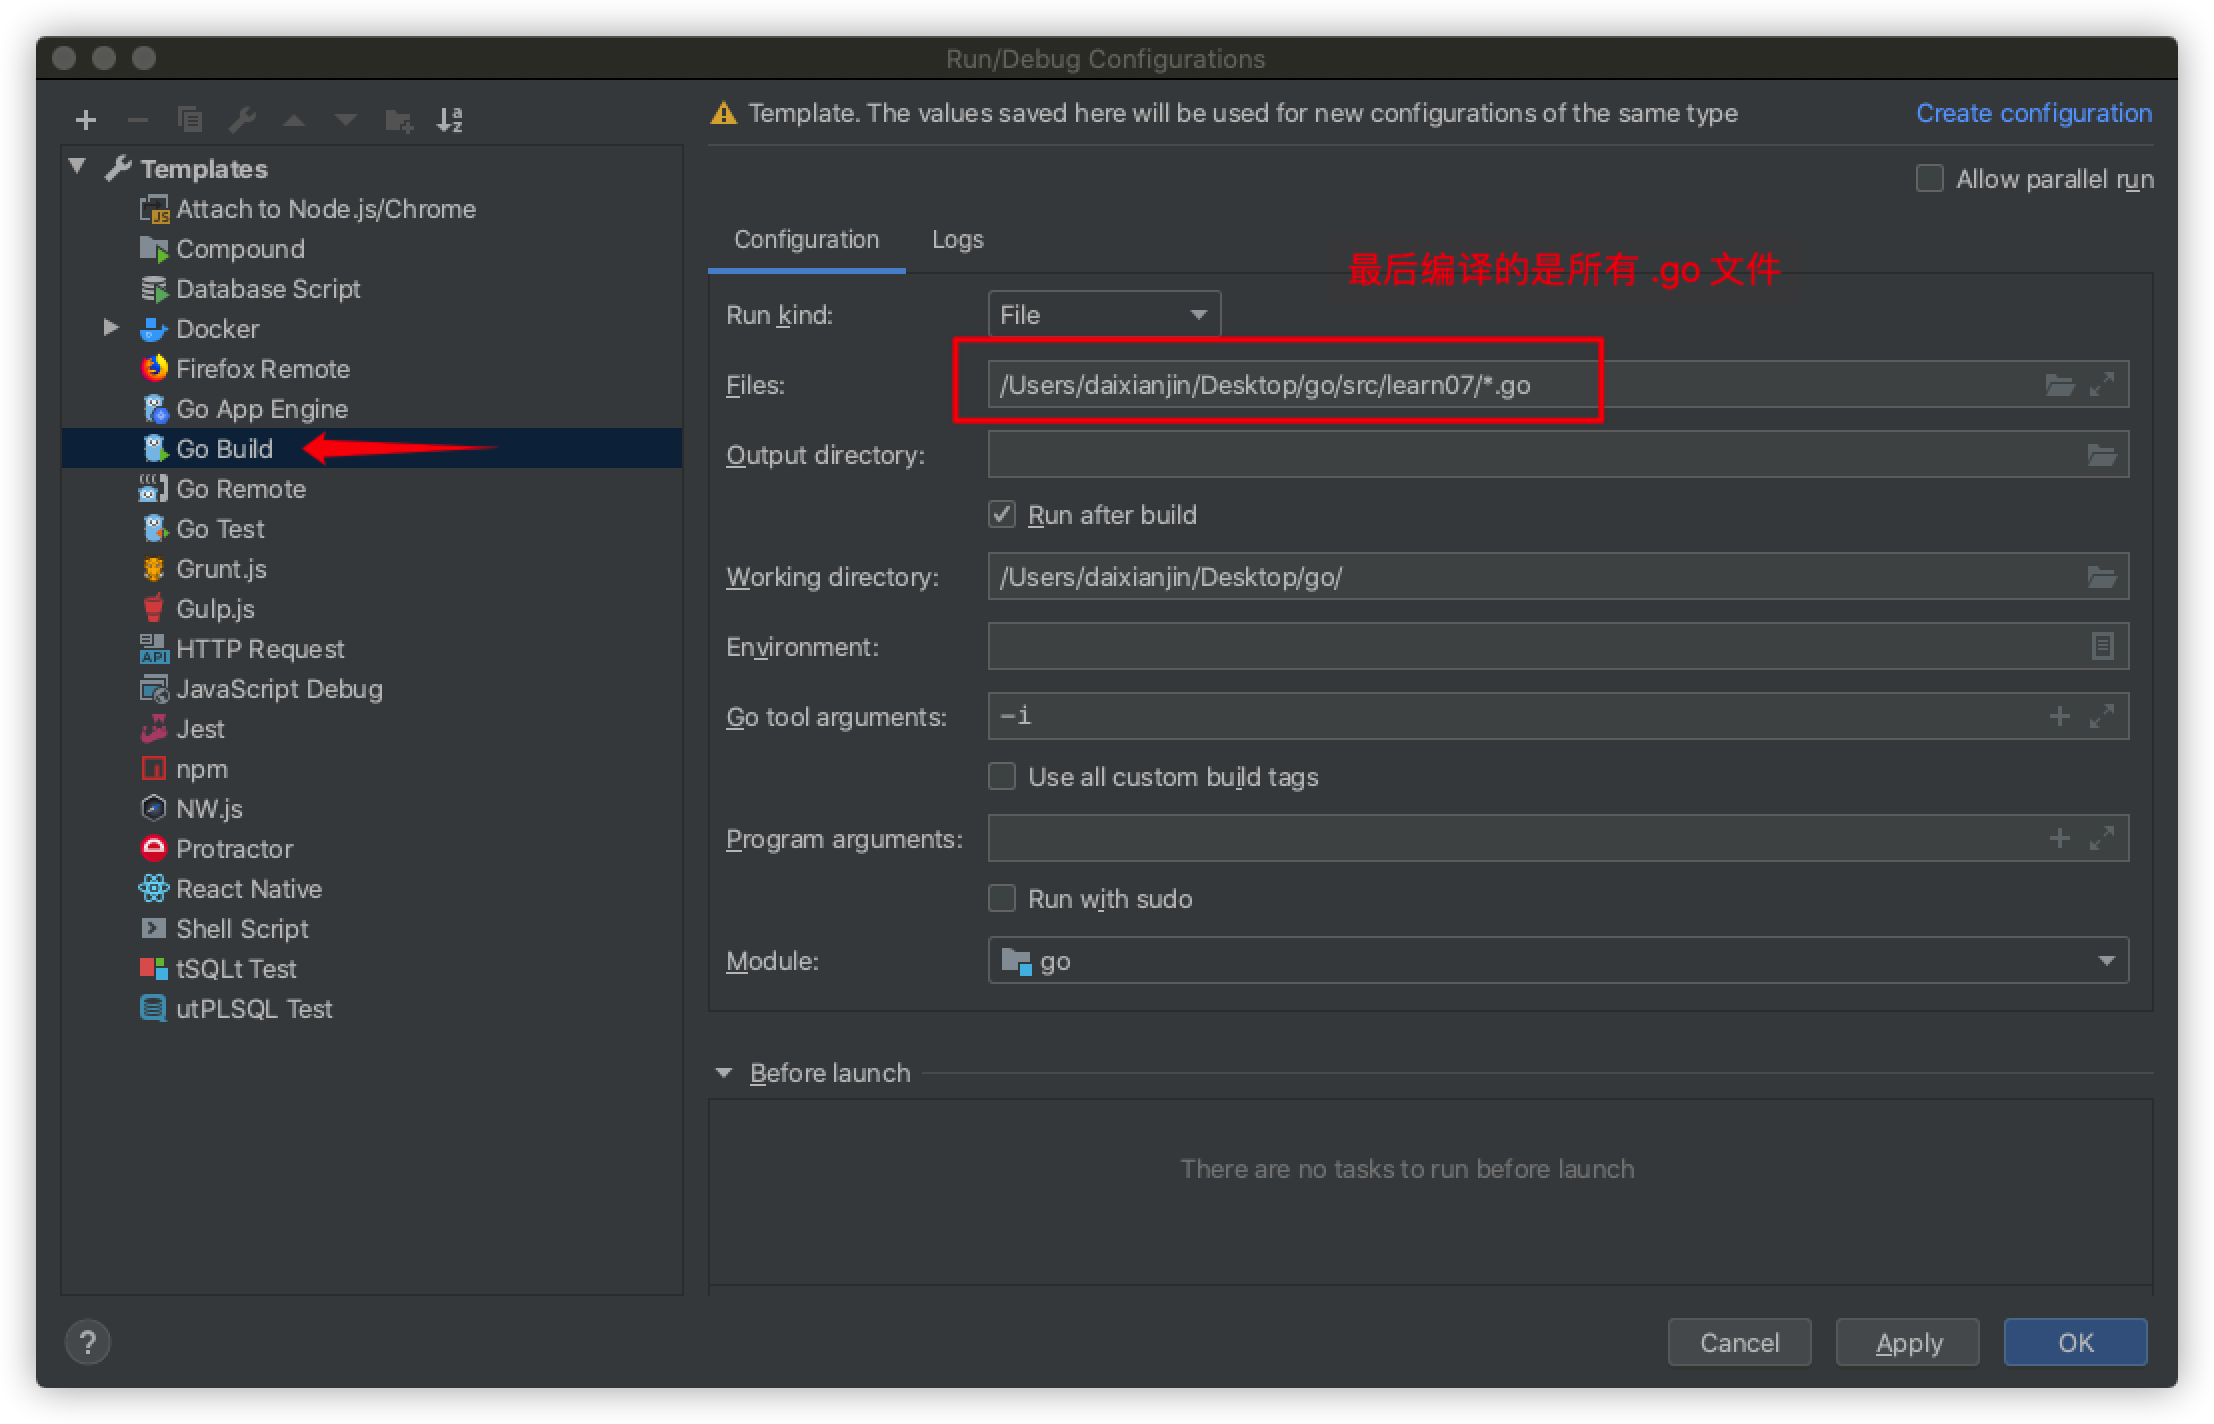 Run/Debug Configurations
Template. The values saved here will be used for new configurations of the same type
Create configuration
Templates
Attach to Node.js/Chrome
Compound
Database Script
Docker
Firefox Remote
Go App Engine
Go Build
Go Remote
Go Test
Grunt.js
Gulp.js
HTTP Request
JavaScript Debug
Jest
npm
NW.js
Protractor
React Native
Shell Script
tSQLt Test
utPLSQL Test
Allow parallel run
Configuration Logs
最后编译的是所有 .go 文件
Run kind: File
Files: /Users/daixianjin/Desktop/go/src/learn07/*.go
Output directory:
Run after build
Working directory: /Users/daixianjin/Desktop/go/
Environment:
Go tool arguments: -i
Use all custom build tags
Program arguments:
Run with sudo
Module: go
Before launch
There are no tasks to run before launch
? Cancel Apply OK